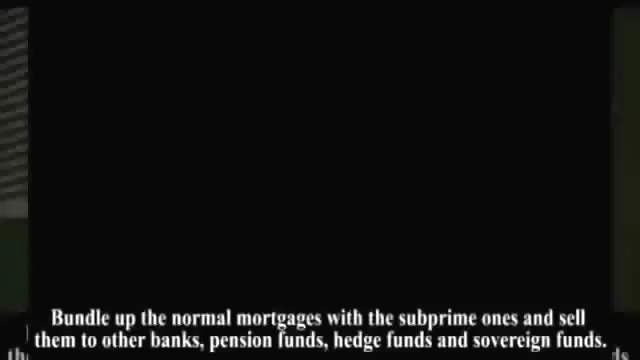 Bundle up the normal mortgages with the subprime ones and sell
them to other banks, pension funds, hedge funds and sovereign funds.